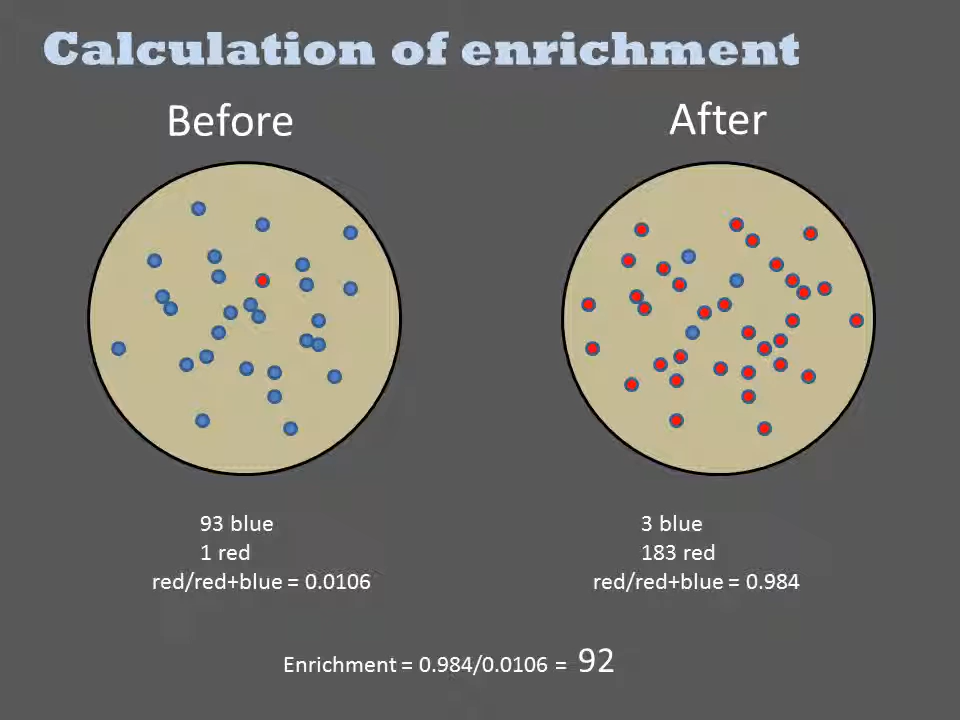 Calculation of enrichment
Before
After
93 blue
1 red
red/red+blue = 0.0106
3 blue
183 red
red/red+blue = 0.984
Enrichment = 0.984/0.0106 = 92